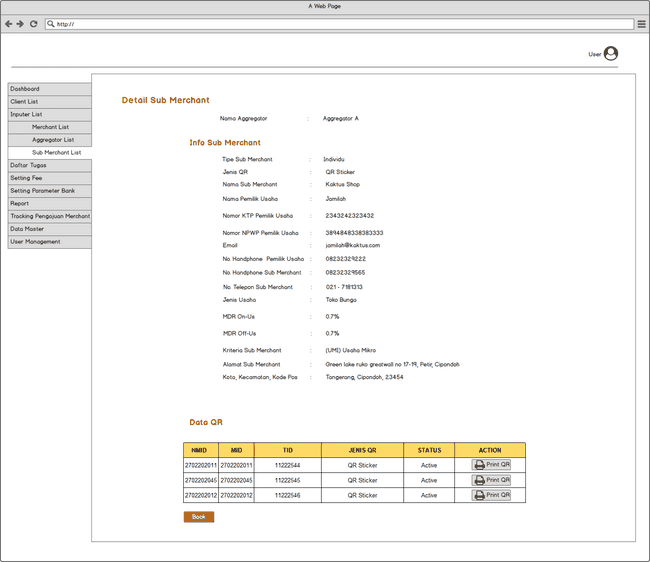 A Web Page
http://
User
Dashboard
Client List
Inputer List
Merchant List
Aggregator List
Sub Merchant List
Daftar Tugas
Setting Fee
Setting Parameter Bank
Report
Tracking Pengajuan Merchant
Data Master
User Management
Detail Sub Merchant
Nama Aggregator : Aggregator A
Info Sub Merchant
Tipe Sub Merchant : Individu
Jenis QR : QR Sticker
Nama Sub Merchant : Kaktus Shop
Nama Pemilik Usaha : Jamilah
Nomor KTP Pemilik Usaha : 2343242323432
Nomor NPWP Pemilik Usaha : 3894848338383333
Email : jamilah@kaktus.com
No. Handphone Pemilik Usaha : 08232329222
No. Handphone Sub Merchant : 08232329565
No. Telepon Sub Merchant : 021 - 7181313
Jenis Usaha : Toko Bunga
MDR On-Us : 0.7%
MDR Off-Us : 0.7%
Kriteria Sub Merchant : (UMI) Usaha Mikro
Alamat Sub Merchant : Green lake ruko greatwall no 17-19, Petir, Cipondoh
Kota, Kecamatan, Kode Pos : Tangerang, Cipondoh, 23454
Data QR
NMID MID TID JENIS QR STATUS ACTION
2702202011 2702202011 11222544 QR Sticker Active Print QR
2702202045 2702202045 11222545 QR Sticker Active Print QR
2702202012 2702202012 11222546 QR Sticker Active Print QR
Back